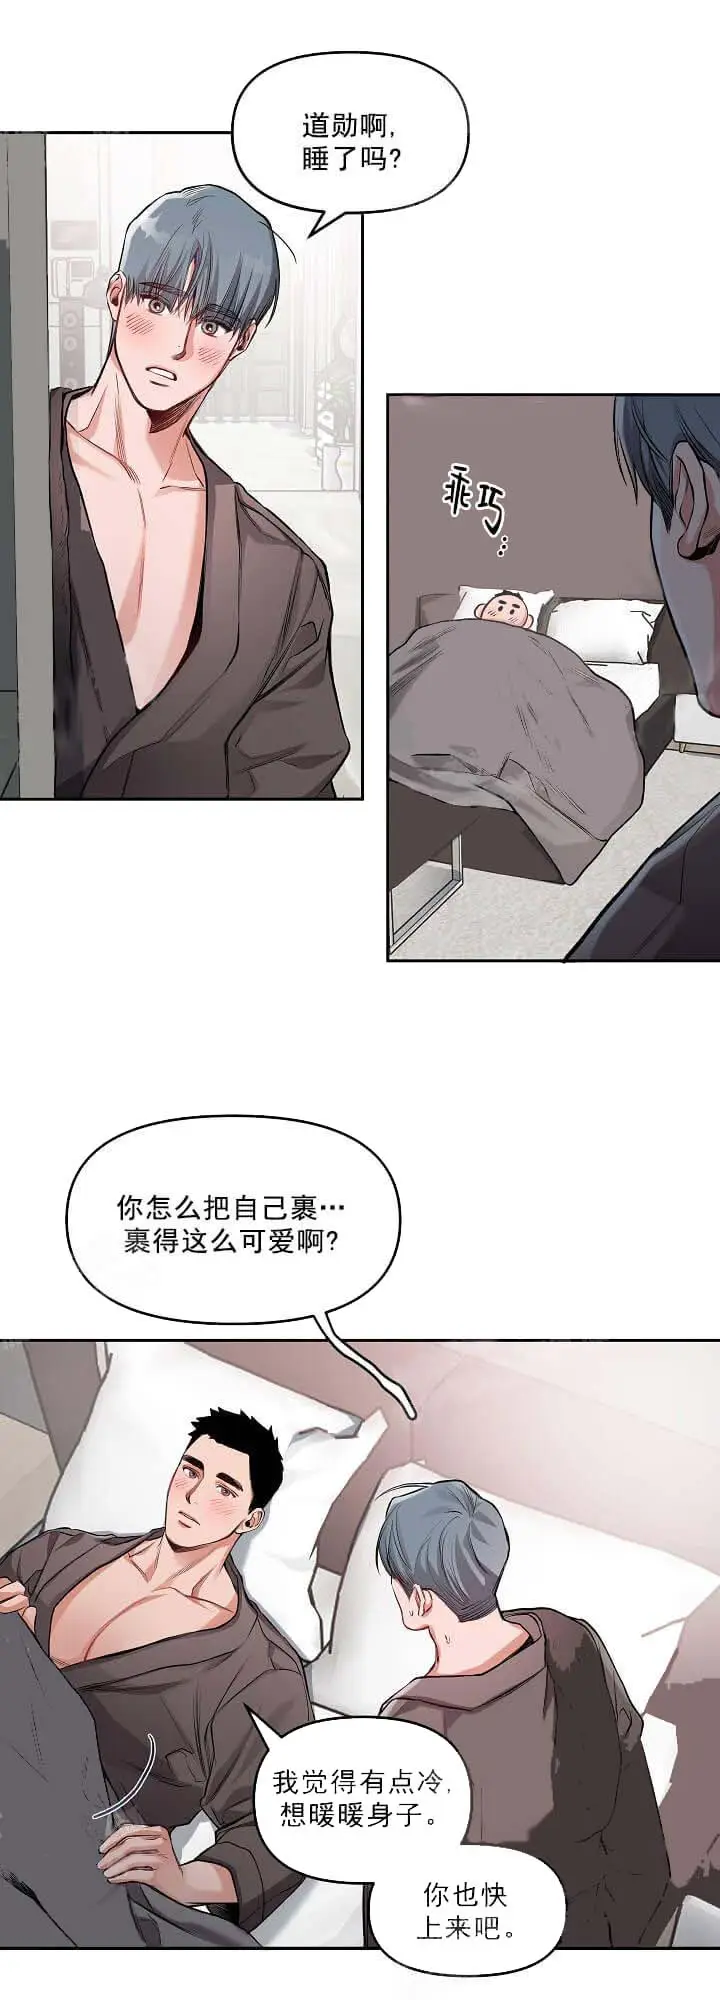 道勋啊,
睡了吗?
乖巧…
你怎么把自己裹…
裹得这么可爱啊?
我觉得有点冷,
想暖暖身子。
你也快
上来吧。